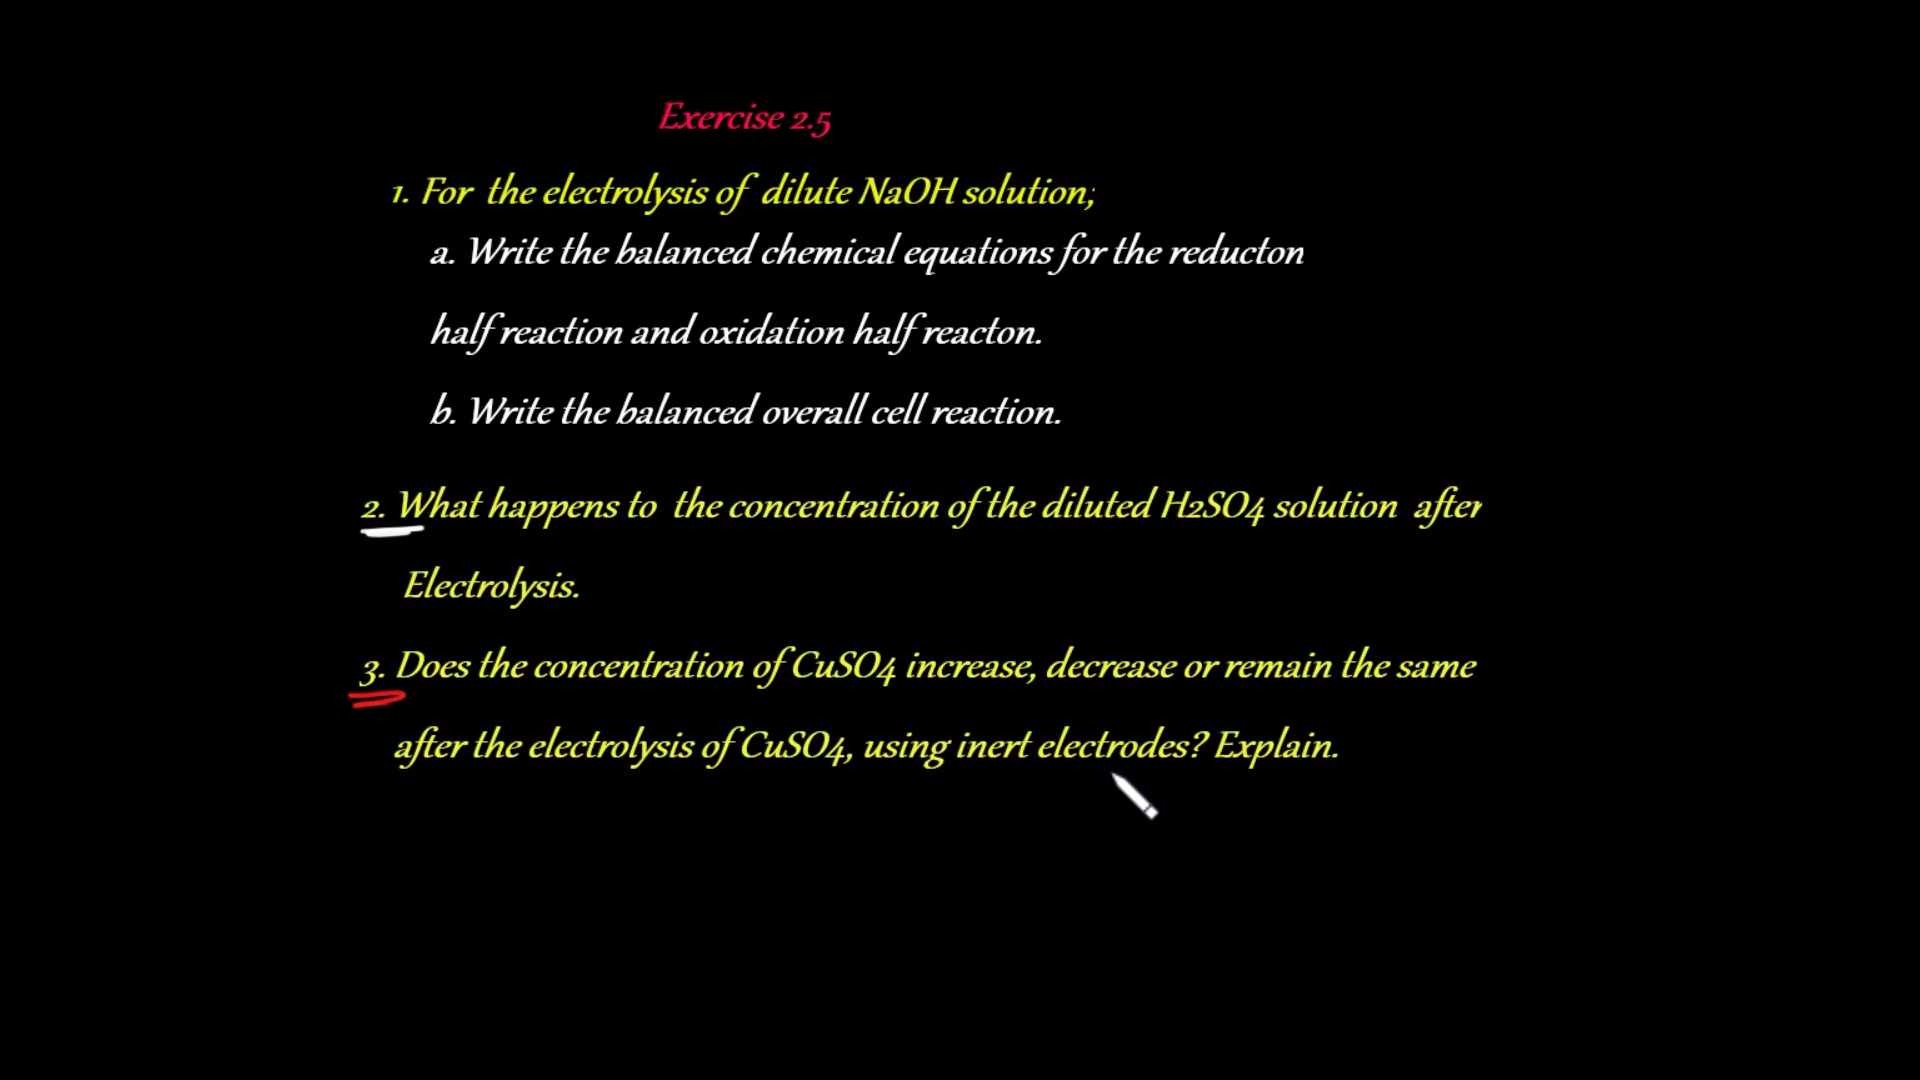 Exercise 2.5
1. For the electrolysis of dilute NaOH solution;
a. Write the balanced chemical equations for the reducton
half reaction and oxidation half reacton.
b. Write the balanced overall cell reaction.
2. What happens to the concentration of the diluted H2SO4 solution after
Electrolysis.
3. Does the concentration of CuSO4 increase, decrease or remain the same
after the electrolysis of CuSO4, using inert electrodes? Explain.